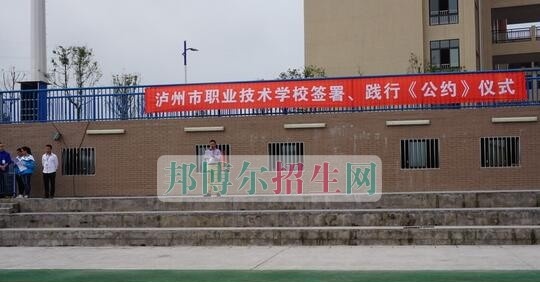 泸州市职业技术学校签署、践行《公约》仪式
邦博尔招生网